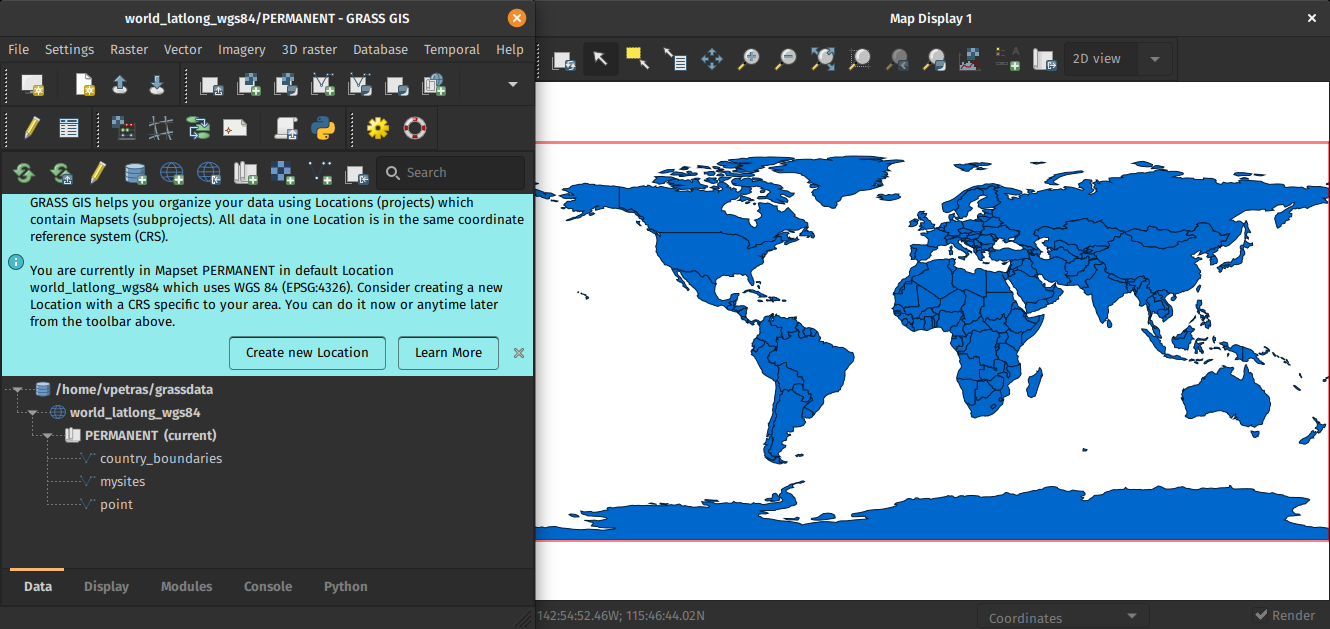 world_latlong_wgs84/PERMANENT - GRASS GIS
Map Display 1
File Settings Raster Vector Imagery 3D raster Database Temporal Help
2D view
Search
GRASS GIS helps you organize your data using Locations (projects) which
contain Mapsets (subprojects). All data in one Location is in the same coordinate
reference system (CRS).
You are currently in Mapset PERMANENT in default Location
world_latlong_wgs84 which uses WGS 84 (EPSG:4326). Consider creating a new
Location with a CRS specific to your area. You can do it now or anytime later
from the toolbar above.
Create new Location
Learn More
/home/vpetras/grassdata
world_latlong_wgs84
PERMANENT (current)
country_boundaries
mysites
point
Data Display Modules Console Python
142:54:52.46W; 115:46:44.02N
Coordinates
Render